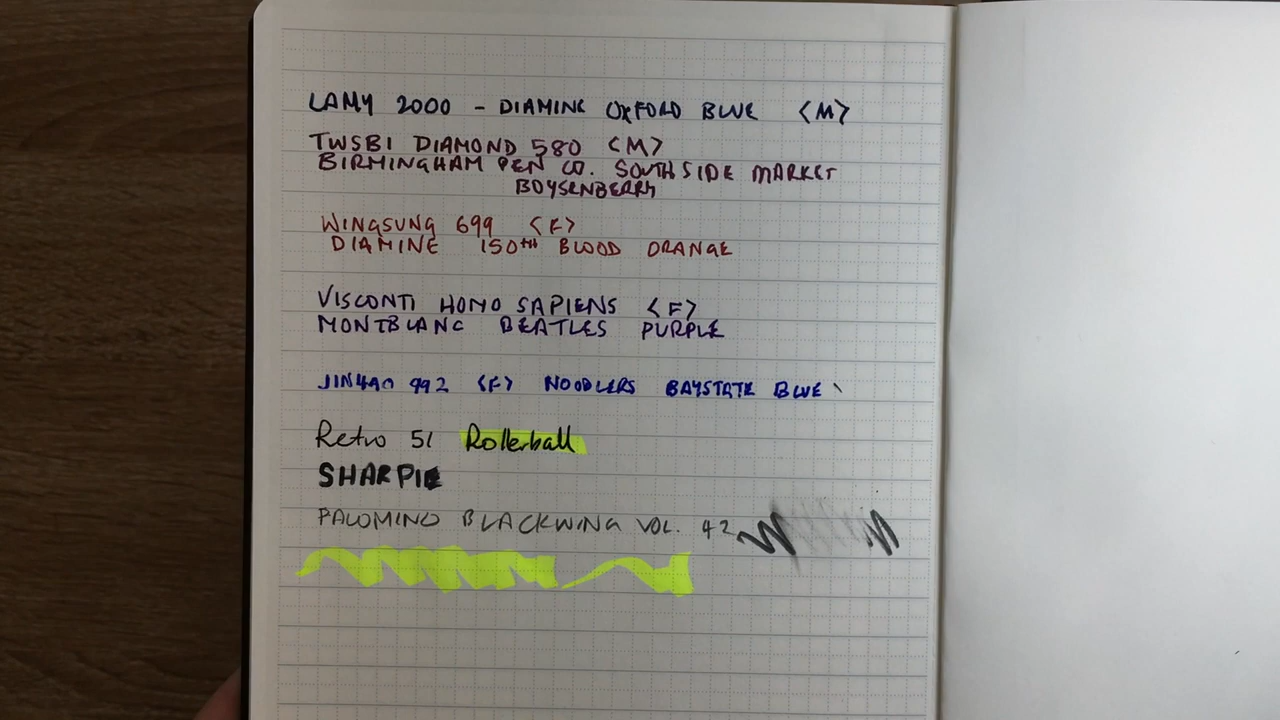 LAMY 2000 - DIAMINE OXFORD BLUE <M>
TWSBI DIAMOND 580 <M>
BIRMINGHAM PEN CO. SOUTHSIDE MARKET
BOYSENBERRY
WINGSUNG 699 <F>
DIAMINE 150TH BLOOD ORANGE
VISCONTI HOMO SAPIENS <F>
MONTBLANC BEATLES PURPLE
JINHAO 992 <F> NOODLERS BAYSTATE BLUE
Retro 51 Rollerball
SHARPIE
PALOMINO BLACKWING VOL. 42